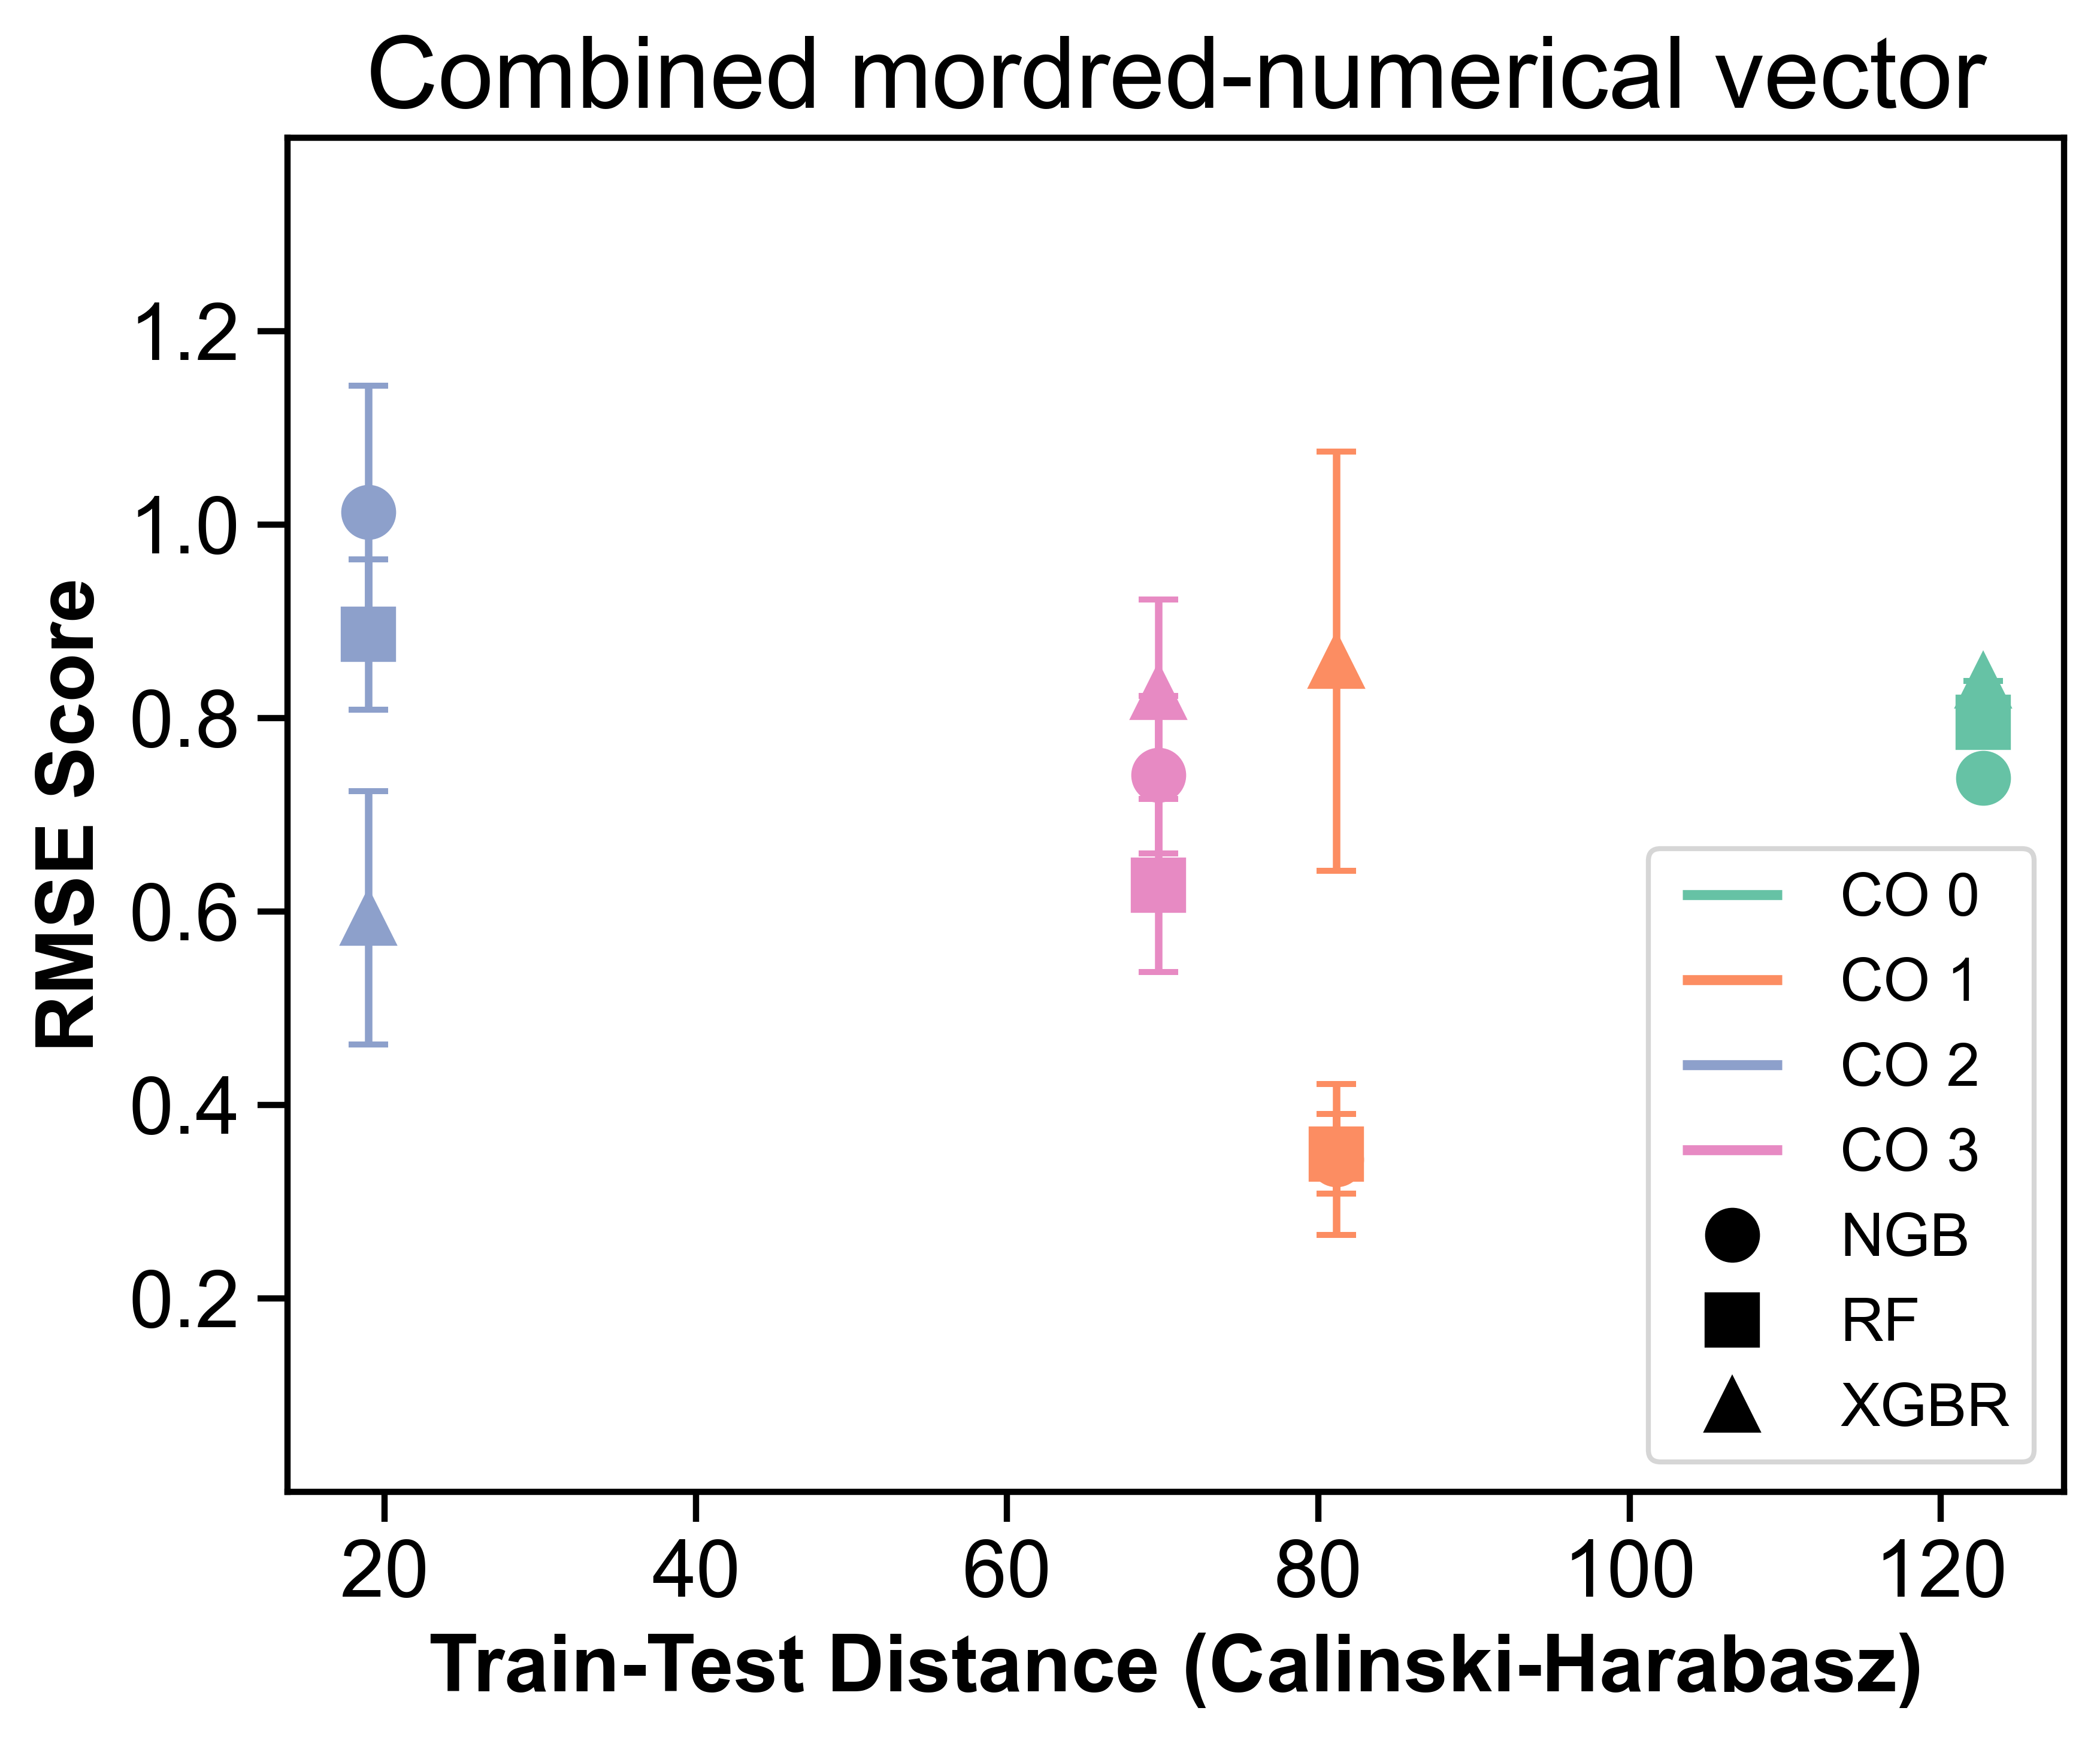 Combined mordred-numerical vector
RMSE Score
1.2
1.0
0.8
0.6
0.4
0.2
CO 0
CO 1
CO 2
CO 3
NGB
RF
XGBR
20 40 60 80 100 120
Train-Test Distance (Calinski-Harabasz)